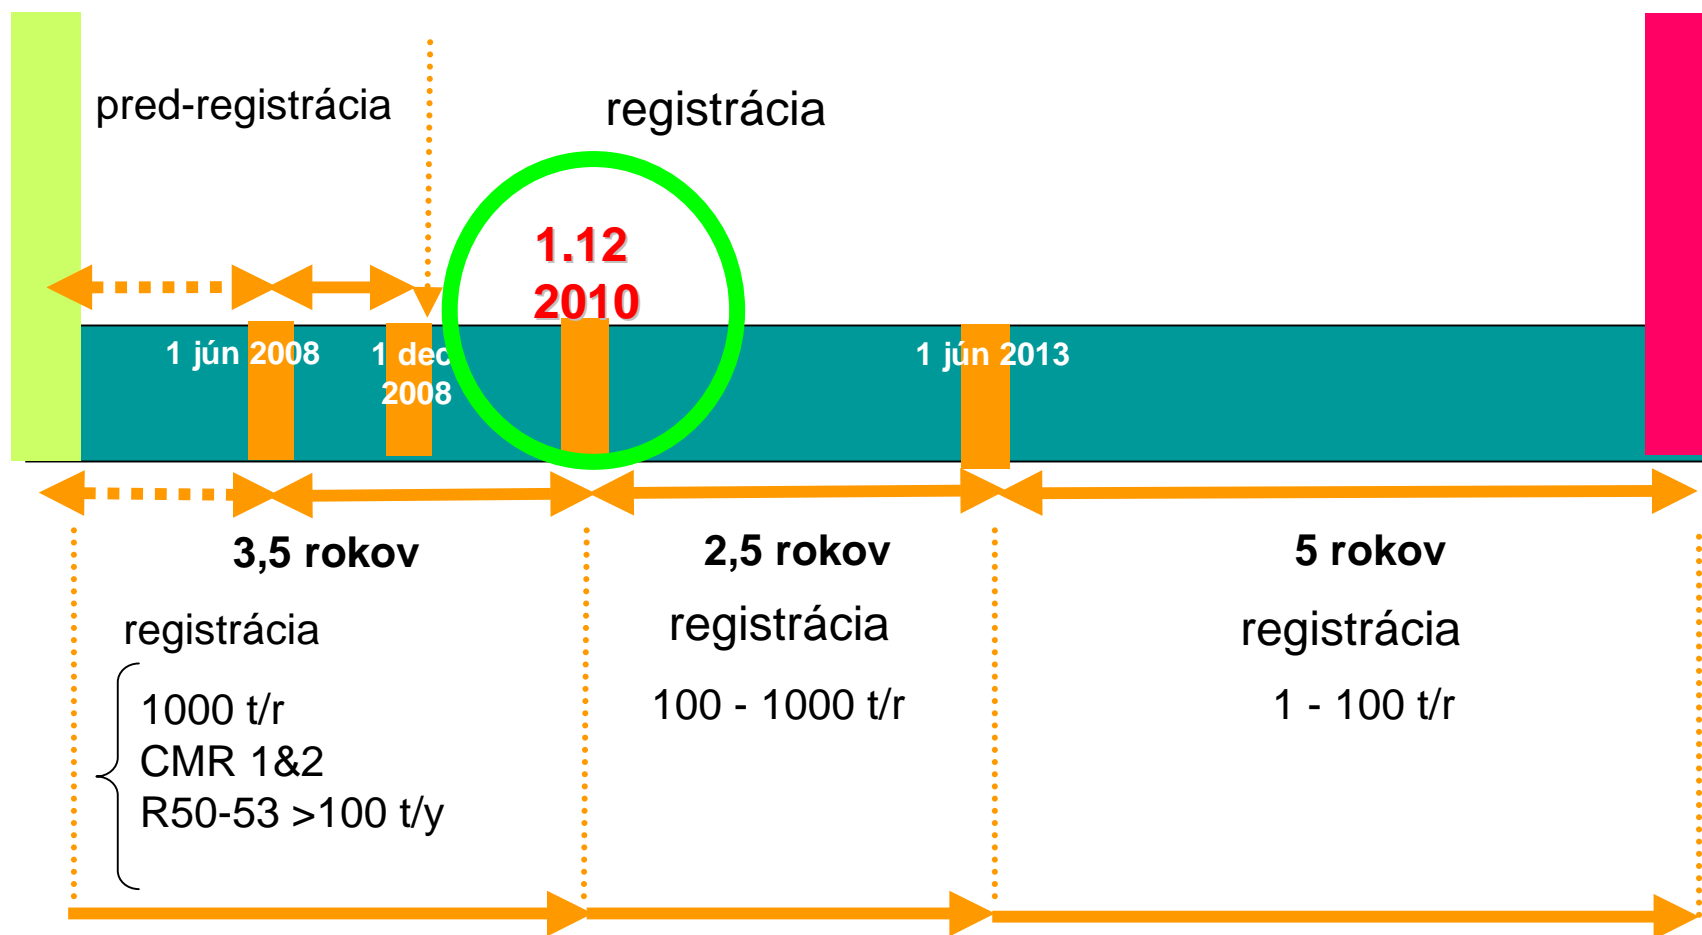 pred-registrácia
registrácia
1.12
2010
1 jún 2008
1 dec
2008
1 jún 2013
3,5 rokov
2,5 rokov
5 rokov
registrácia
1000 t/r
CMR 1&2
R50-53 >100 t/y
registrácia
100 - 1000 t/r
registrácia
1 - 100 t/r